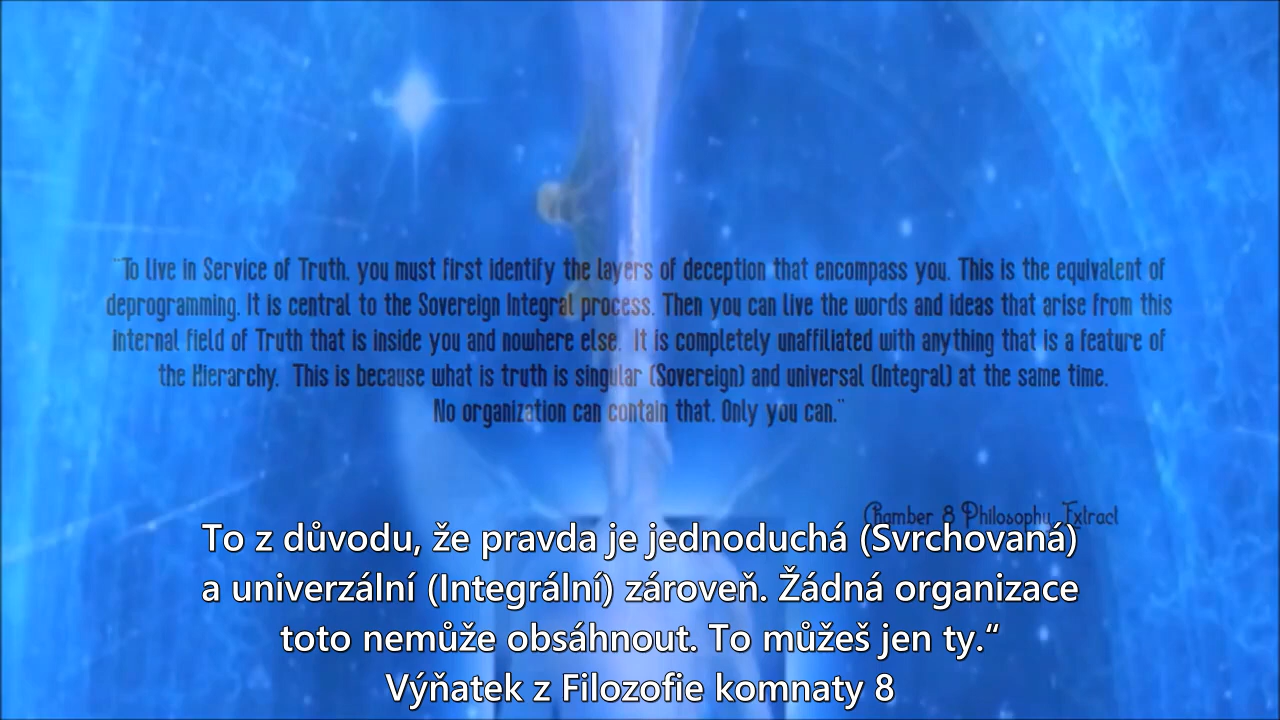 "To live in Service of Truth. you must first identify the layers of deception that encompass you. This is the equivalent of
deprogramming. It is central to the Sovereign Integral process. Then you can live the words and ideas that arise from this
internal field of Truth that is inside you and nowhere else. It is completely unaffiliated with anything that is a feature of
the Hierarchy. This is because what is truth is singular (Sovereign) and universal (Integral) at the same time.
No organization can contain that. Only you can."
Chamber 8 Philosophy Extract
To z důvodu, že pravda je jednoduchá (Svrchovaná)
a univerzální (Integrální) zároveň. Žádná organizace
toto nemůže obsáhnout. To můžeš jen ty.“
Výňatek z Filozofie komnaty 8